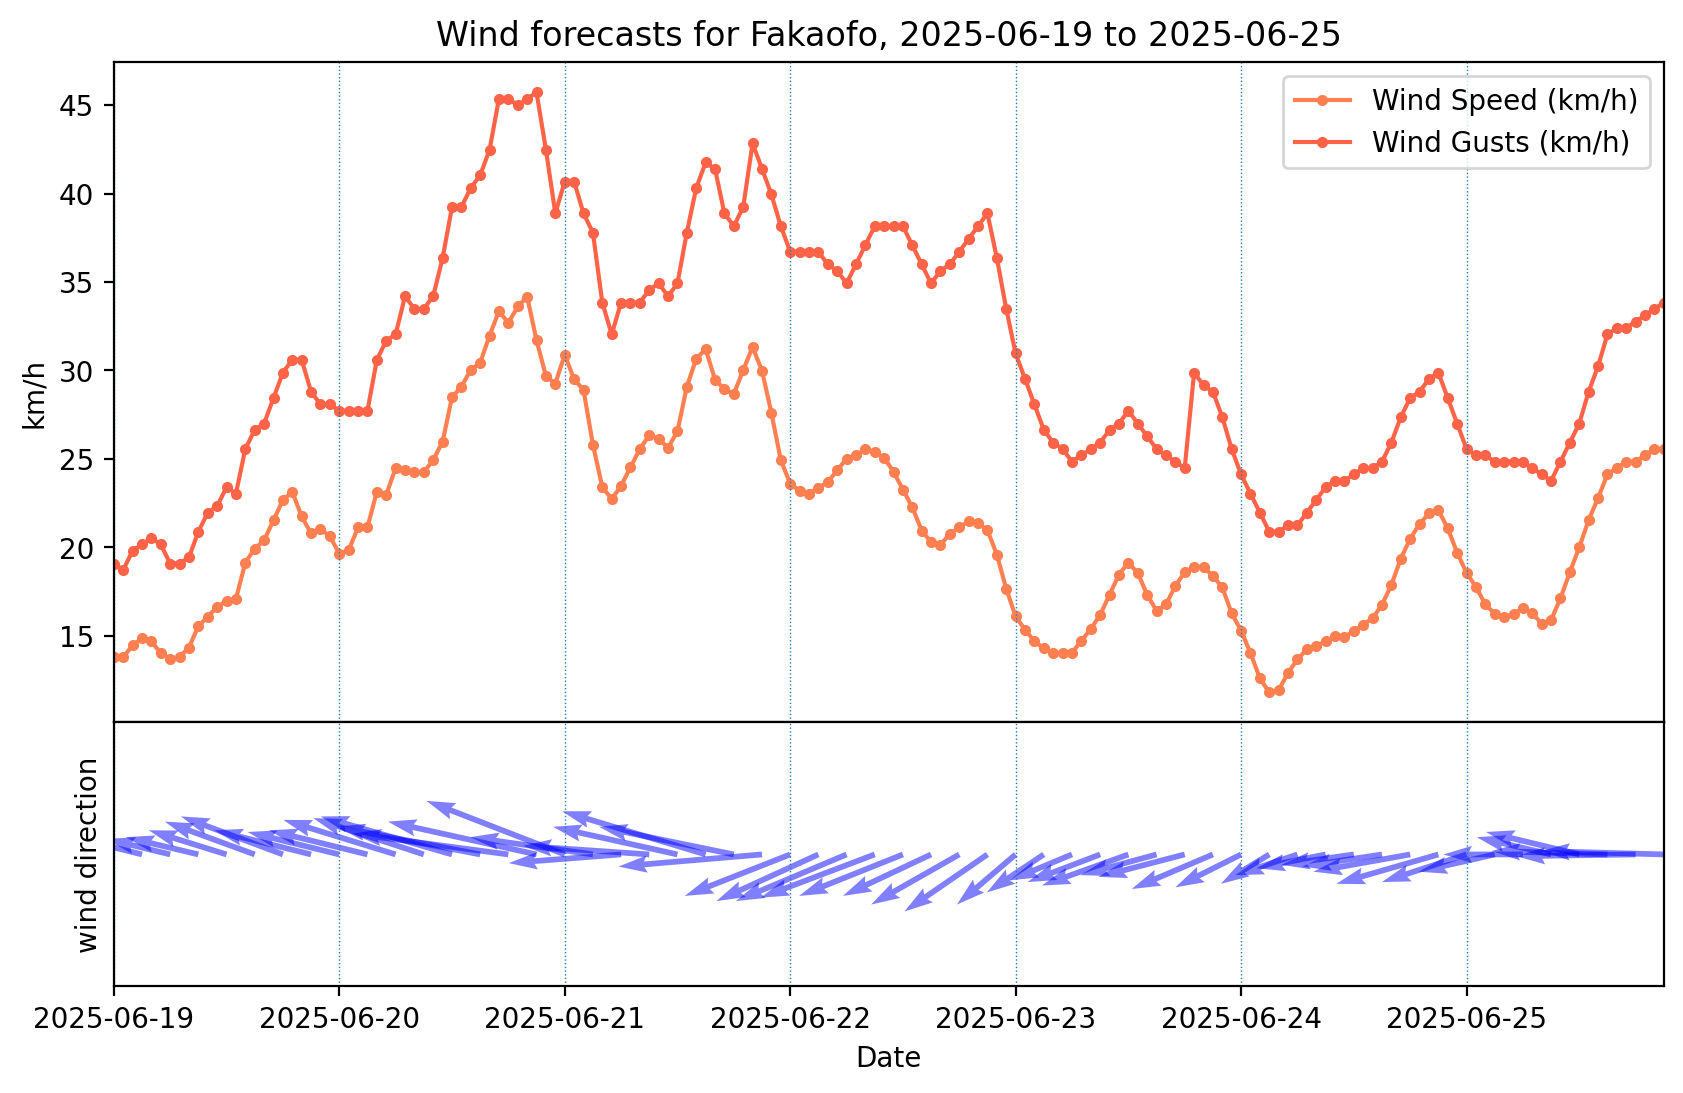 Wind forecasts for Fakaofo, 2025-06-19 to 2025-06-25
Wind Speed (km/h)
Wind Gusts (km/h)
km/h
45
40
35
30
25
20
15
wind direction
2025-06-19
2025-06-20
2025-06-21
2025-06-22
2025-06-23
2025-06-24
2025-06-25
Date